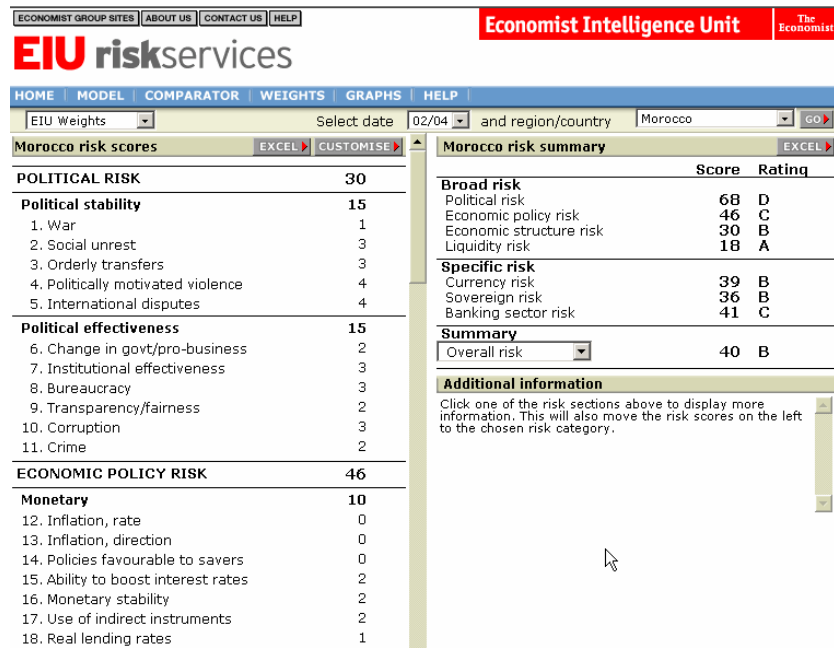 ECONOMIST GROUP SITES ABOUT US CONTACT US HELP
Economist Intelligence Unit
The
Economist
EIU riskservices
HOME | MODEL | COMPARATOR | WEIGHTS | GRAPHS | HELP |
EIU Weights Select date 02/04 and region/country Morocco GO
Morocco risk scores EXCEL CUSTOMISE
POLITICAL RISK 30
Political stability 15
1. War 1
2. Social unrest 3
3. Orderly transfers 3
4. Politically motivated violence 4
5. International disputes 4
Political effectiveness 15
6. Change in govt/pro-business 2
7. Institutional effectiveness 3
8. Bureaucracy 3
9. Transparency/fairness 2
10. Corruption 3
11. Crime 2
ECONOMIC POLICY RISK 46
Monetary 10
12. Inflation, rate 0
13. Inflation, direction 0
14. Policies favourable to savers 0
15. Ability to boost interest rates 2
16. Monetary stability 2
17. Use of indirect instruments 2
18. Real lending rates 1
Morocco risk summary EXCEL
Score Rating
Broad risk
Political risk 68 D
Economic policy risk 46 C
Economic structure risk 30 B
Liquidity risk 18 A
Specific risk
Currency risk 39 B
Sovereign risk 36 B
Banking sector risk 41 C
Summary
Overall risk 40 B
Additional information
Click one of the risk sections above to display more
information. This will also move the risk scores on the left
to the chosen risk category.